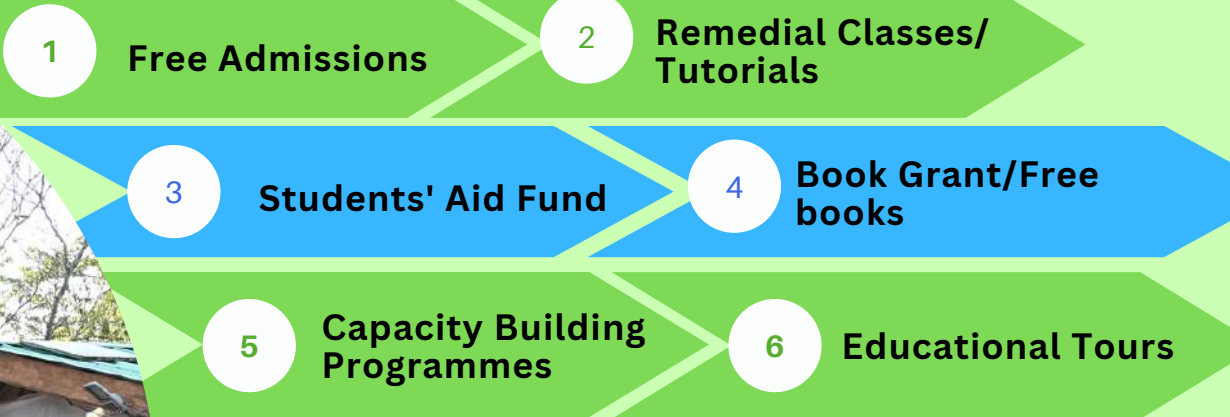 1
Free Admissions
2
Remedial Classes/
Tutorials
3
Students' Aid Fund
4
Book Grant/Free
books
5
Capacity Building
Programmes
6
Educational Tours